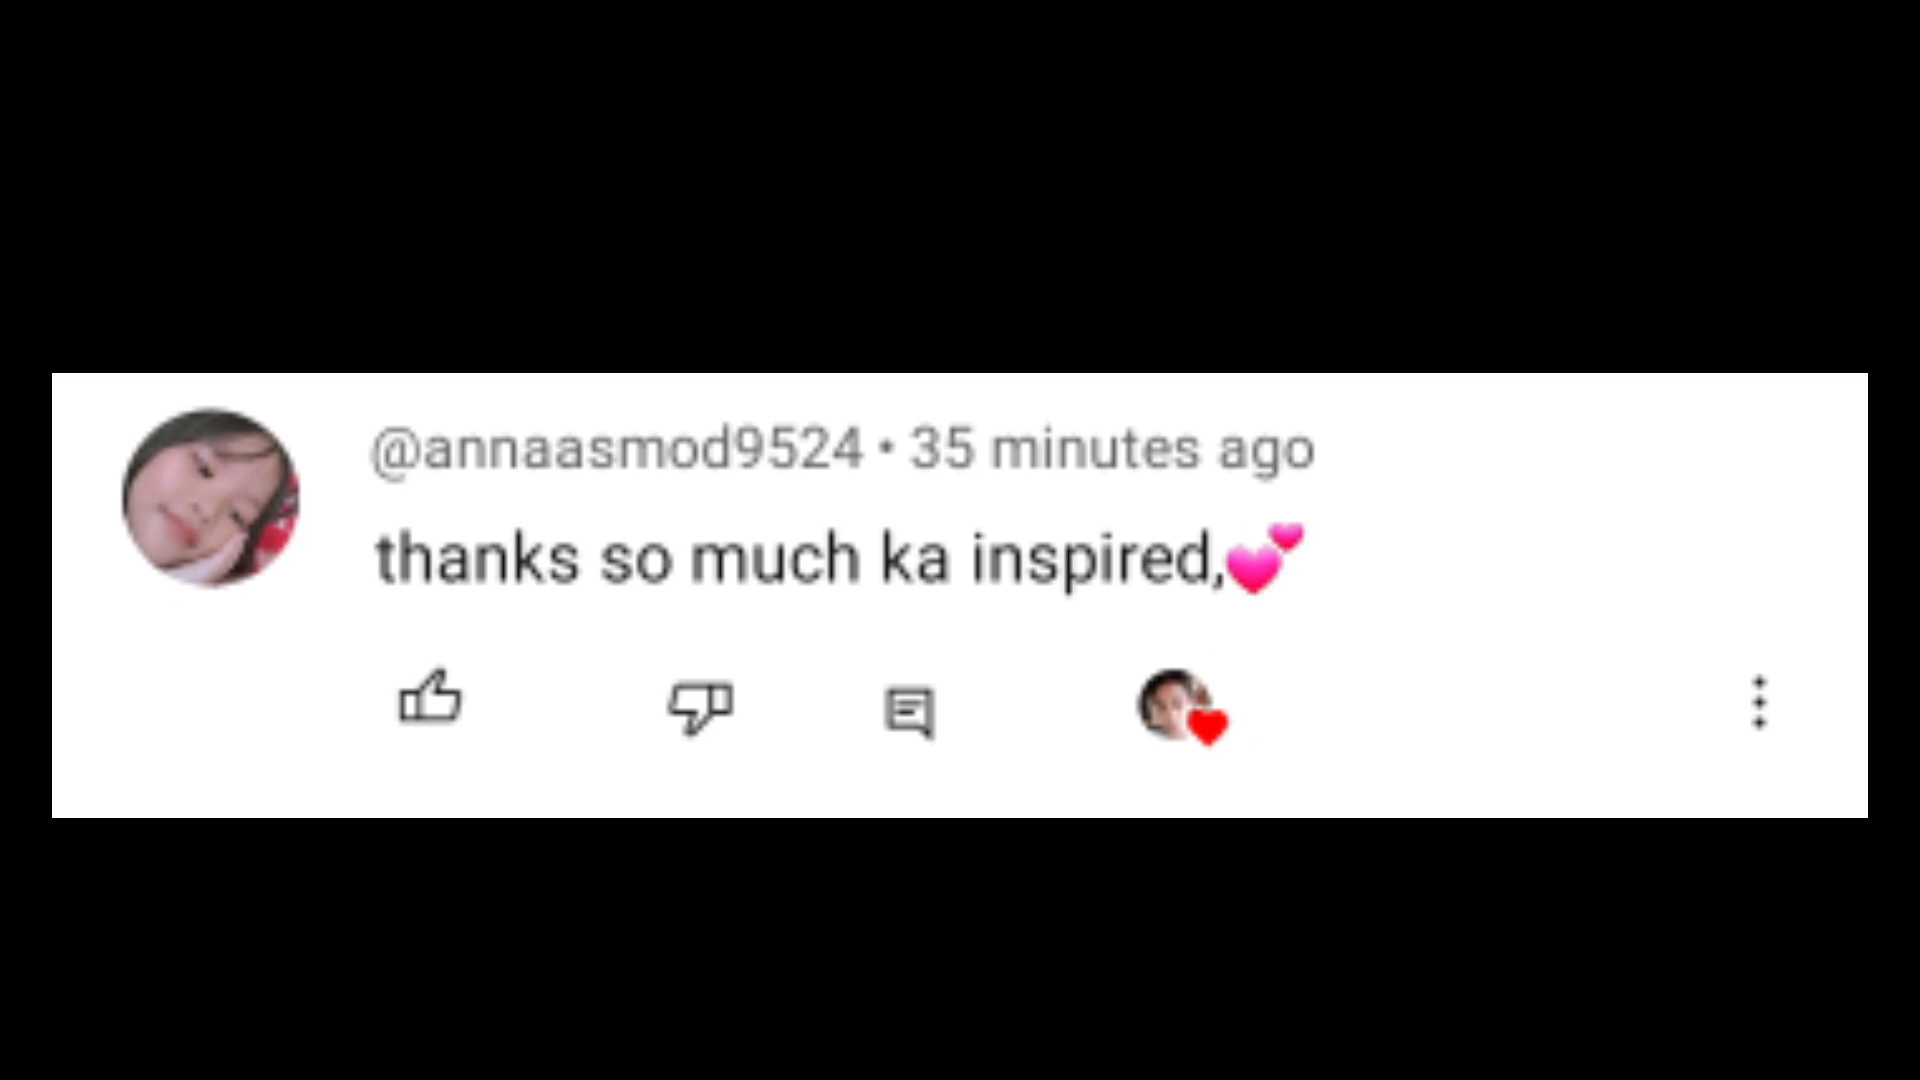 @annaasmod9524 • 35 minutes ago
thanks so much ka inspired,💕